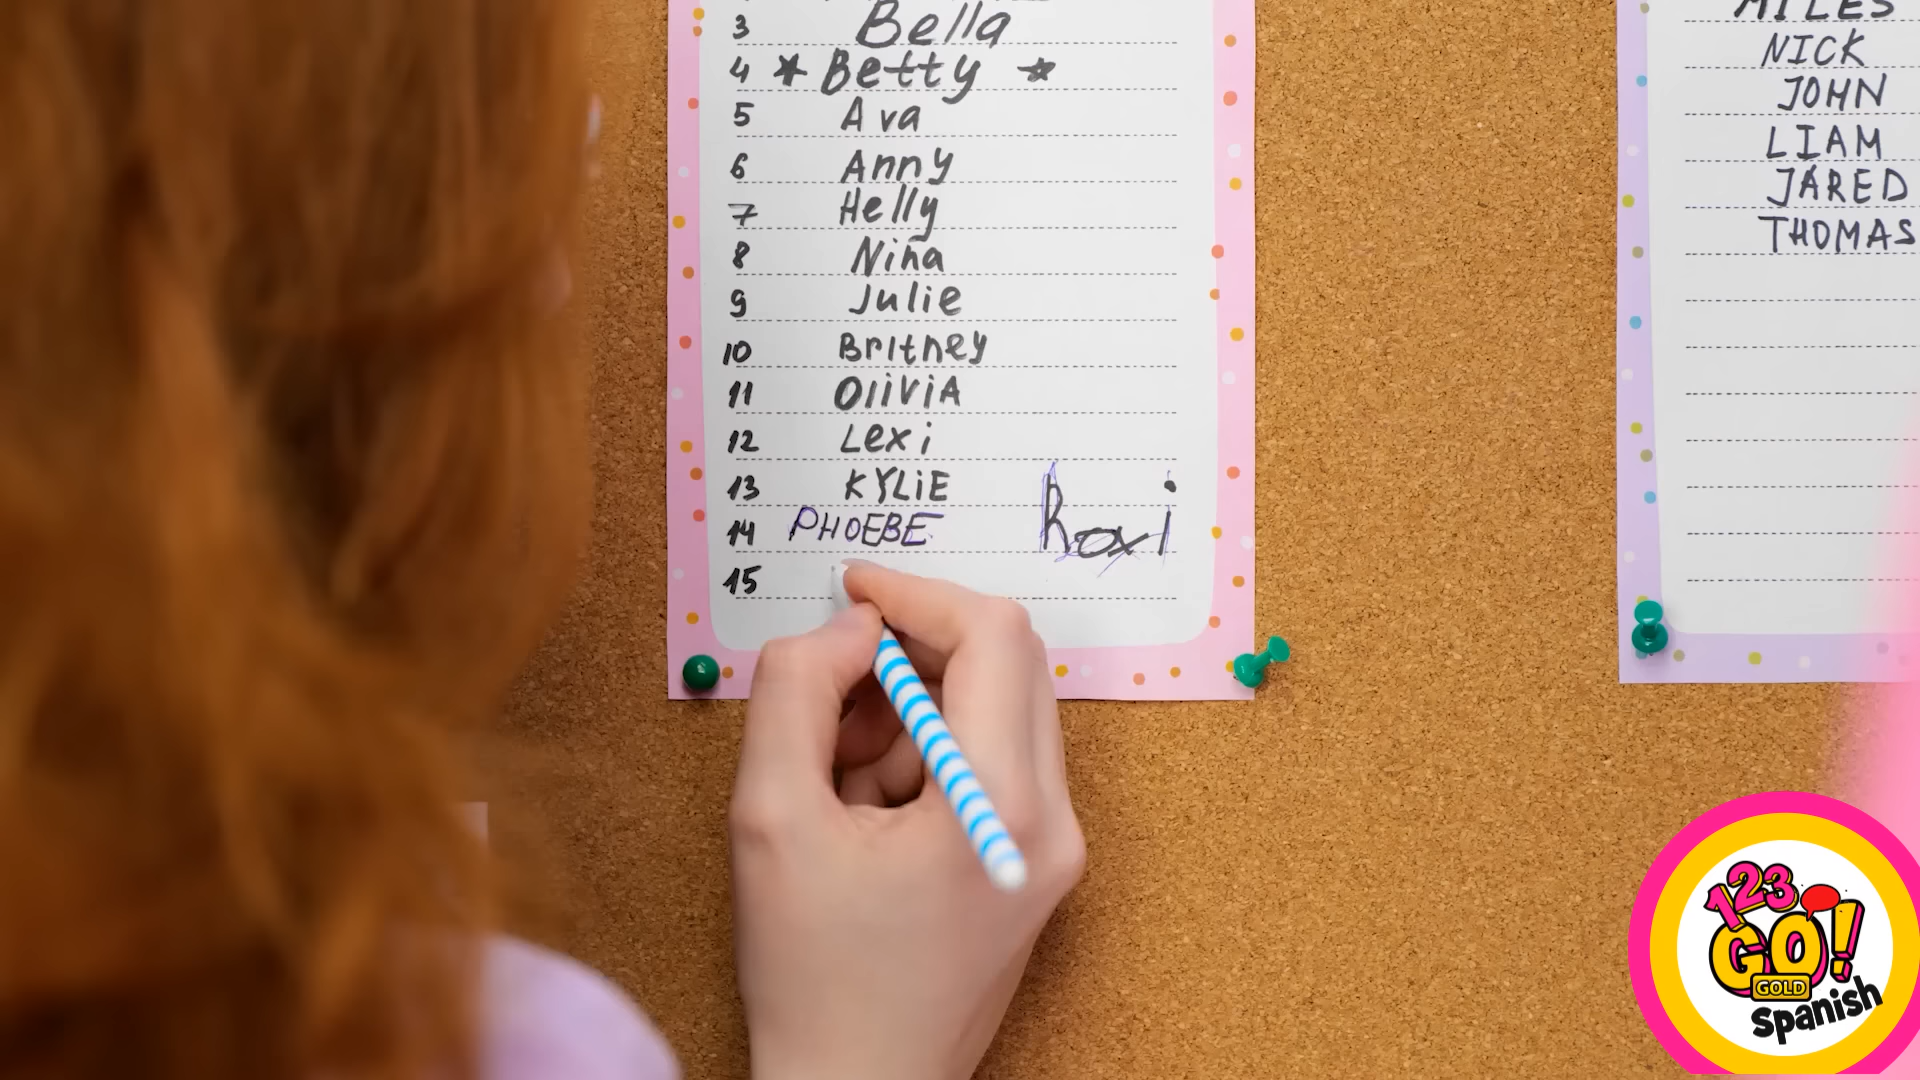 3 Bella
4 * Betty *
5 Ava
6 Anny
7 Helly
8 Nina
9 Julie
10 Britney
11 OliviA
12 Lexi
13 KYLiE
14 PHOEBE
Roxi
15
MILES
NICK
JOHN
LIAM
JARED
THOMAS
123
GO!
GOLD
Spanish